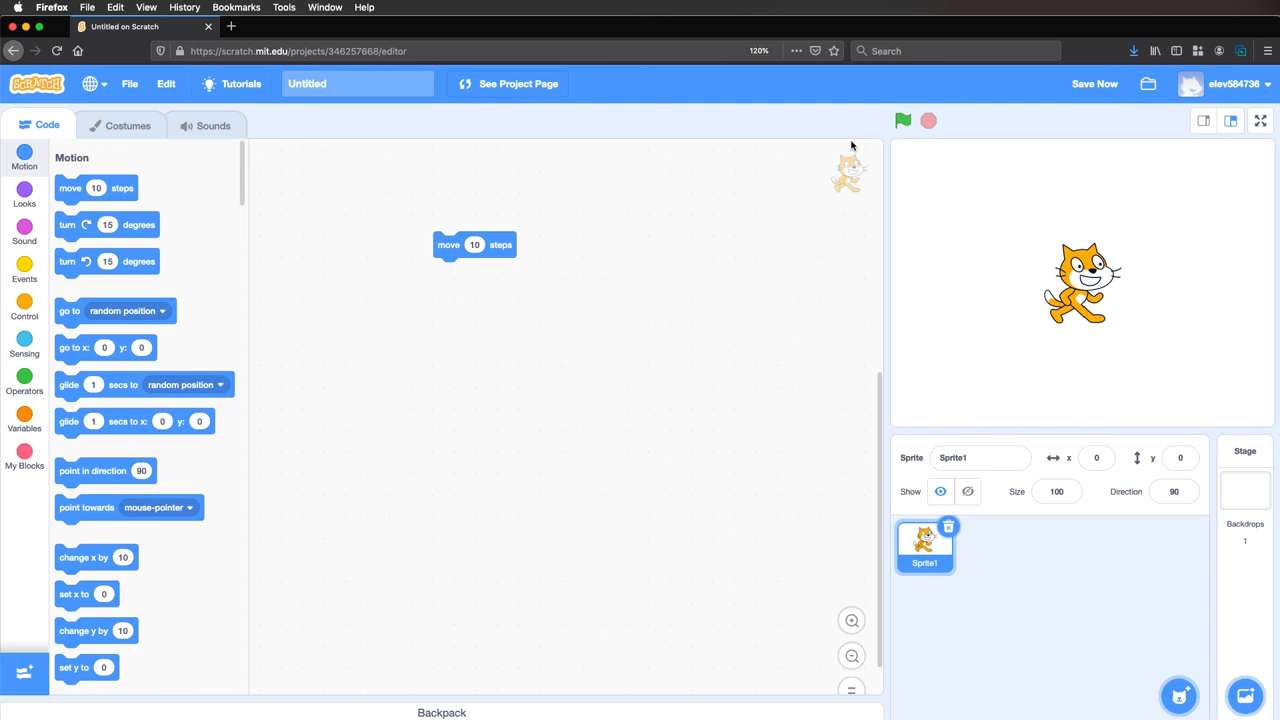 Firefox File Edit View History Bookmarks Tools Window Help
Untitled on Scratch
https://scratch.mit.edu/projects/346257668/editor 120% Search
SCRATCH File Edit Tutorials Untitled See Project Page Save Now elev584736
Code Costumes Sounds
Motion
Looks
Sound
Events
Control
Sensing
Operators
Variables
My Blocks
Motion
move 10 steps
turn 15 degrees
turn 15 degrees
go to random position
go to x: 0 y: 0
glide 1 secs to random position
glide 1 secs to x: 0 y: 0
point in direction 90
point towards mouse-pointer
change x by 10
set x to 0
change y by 10
set y to 0
move 10 steps
Backpack
Sprite Sprite1 x 0 y 0
Show Size 100 Direction 90
Sprite1
Stage
Backdrops
1